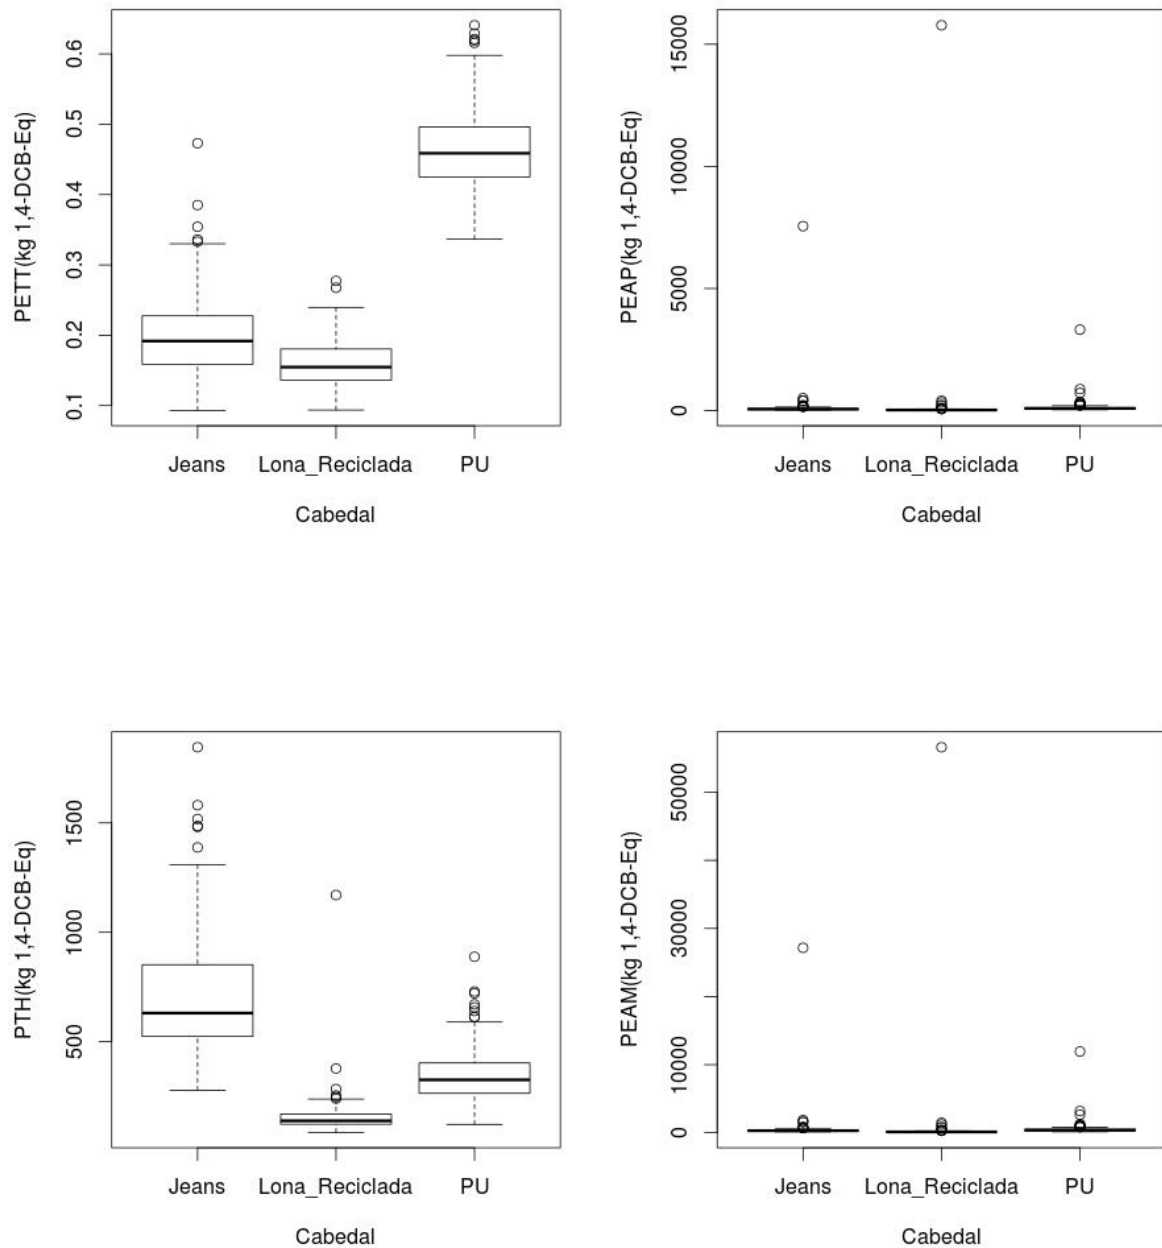 PETT(kg 1,4-DCB-Eq)
0.6
0.5
0.4
0.3
0.2
0.1
Jeans Lona_Reciclada PU
Cabedal
PEAP(kg 1,4-DCB-Eq)
15000
10000
5000
0
Jeans Lona_Reciclada PU
Cabedal
PTH(kg 1,4-DCB-Eq)
1500
1000
500
Jeans Lona_Reciclada PU
Cabedal
PEAM(kg 1,4-DCB-Eq)
50000
30000
10000
0
Jeans Lona_Reciclada PU
Cabedal